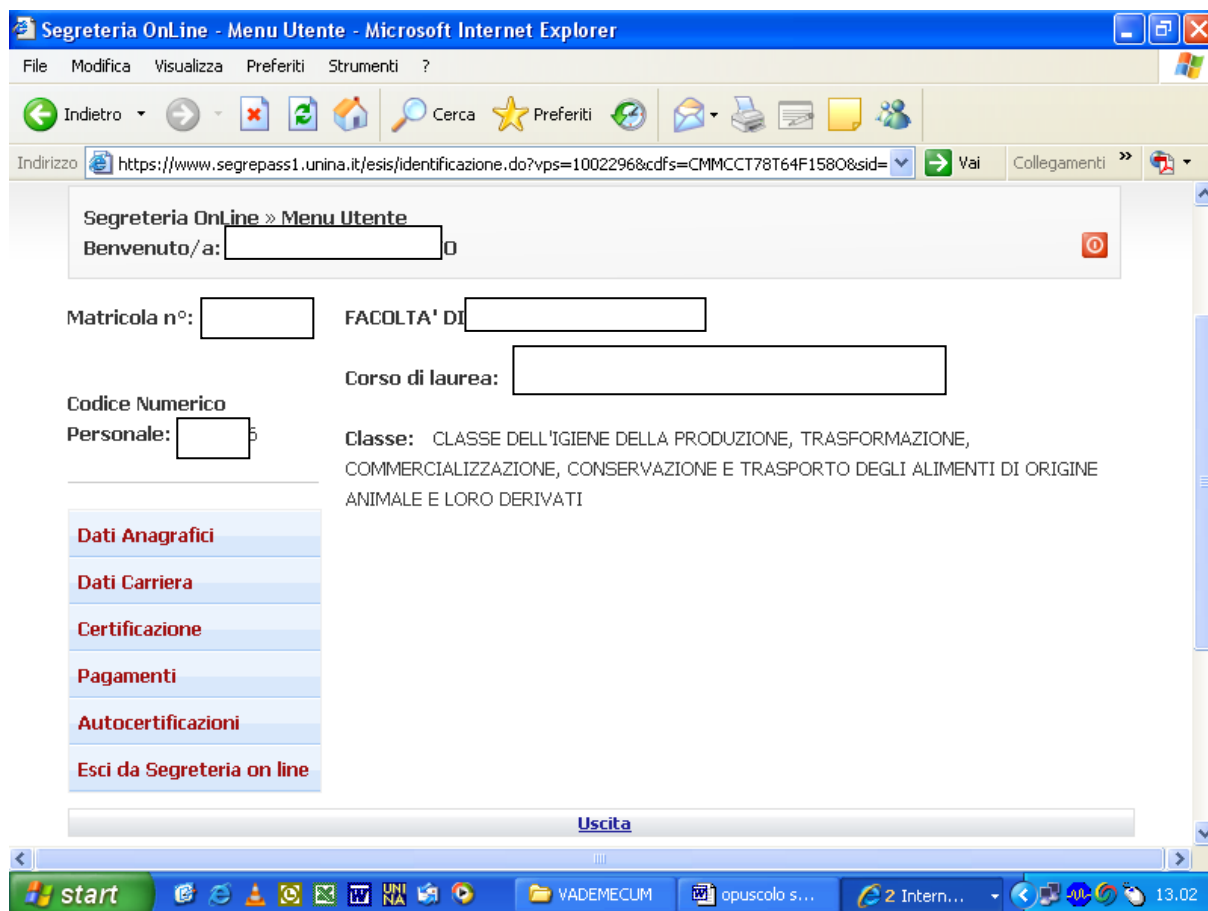 Segreteria OnLine - Menu Utente - Microsoft Internet Explorer
File Modifica Visualizza Preferiti Strumenti ?
Indietro Cerca Preferiti
Indirizzo https://www.segrepass1.unina.it/esis/identificazione.do?vps=1002296&cdfs=CMMCCT78T64F158O&sid= Vai Collegamenti »
Segreteria OnLine » Menu Utente
Benvenuto/a: O
Matricola n°: FACOLTA' DI
Corso di laurea:
Codice Numerico
Personale: 6
Classe: CLASSE DELL'IGIENE DELLA PRODUZIONE, TRASFORMAZIONE,
COMMERCIALIZZAZIONE, CONSERVAZIONE E TRASPORTO DEGLI ALIMENTI DI ORIGINE
ANIMALE E LORO DERIVATI
Dati Anagrafici
Dati Carriera
Certificazione
Pagamenti
Autocertificazioni
Esci da Segreteria on line
Uscita
start UNI NA VADEMECUM opuscolo s... 2 Intern... 13.02